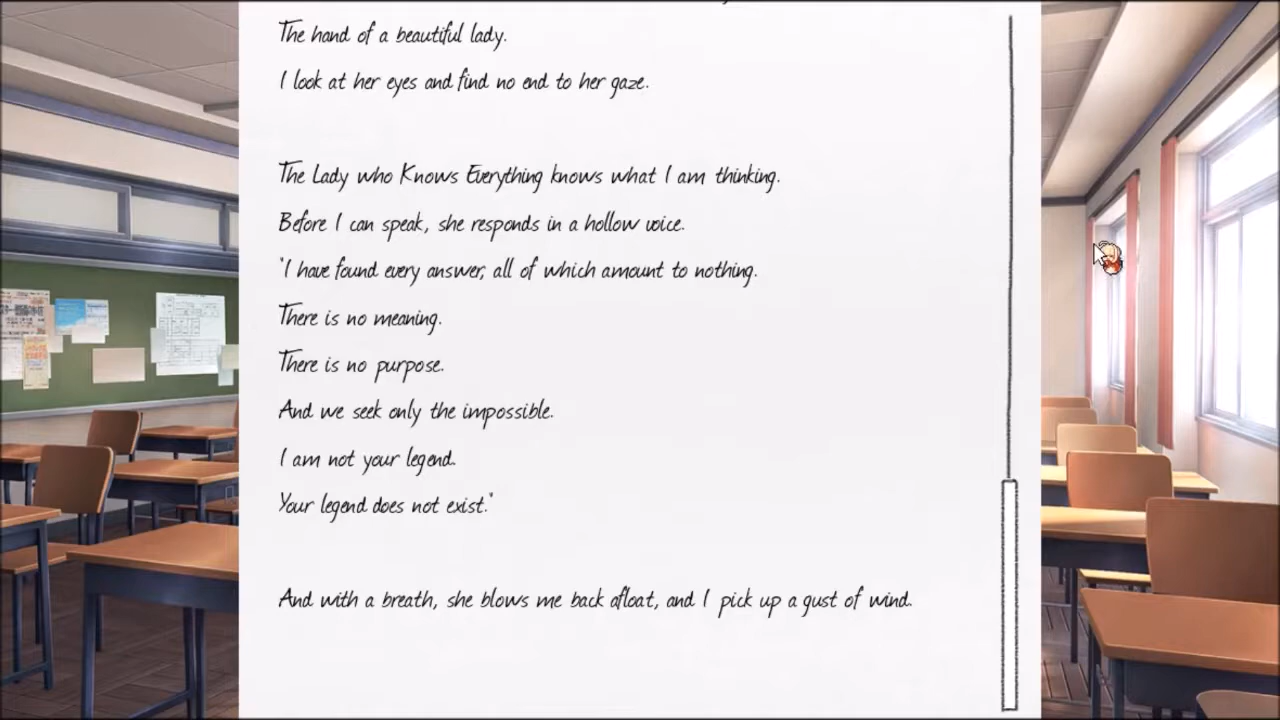 The hand of a beautiful lady.
I look at her eyes and find no end to her gaze.
The Lady who Knows Everything knows what I am thinking.
Before I can speak, she responds in a hollow voice.
"I have found every answer, all of which amount to nothing.
There is no meaning.
There is no purpose.
And we seek only the impossible.
I am not your legend.
Your legend does not exist."
And with a breath, she blows me back afloat, and I pick up a gust of wind.